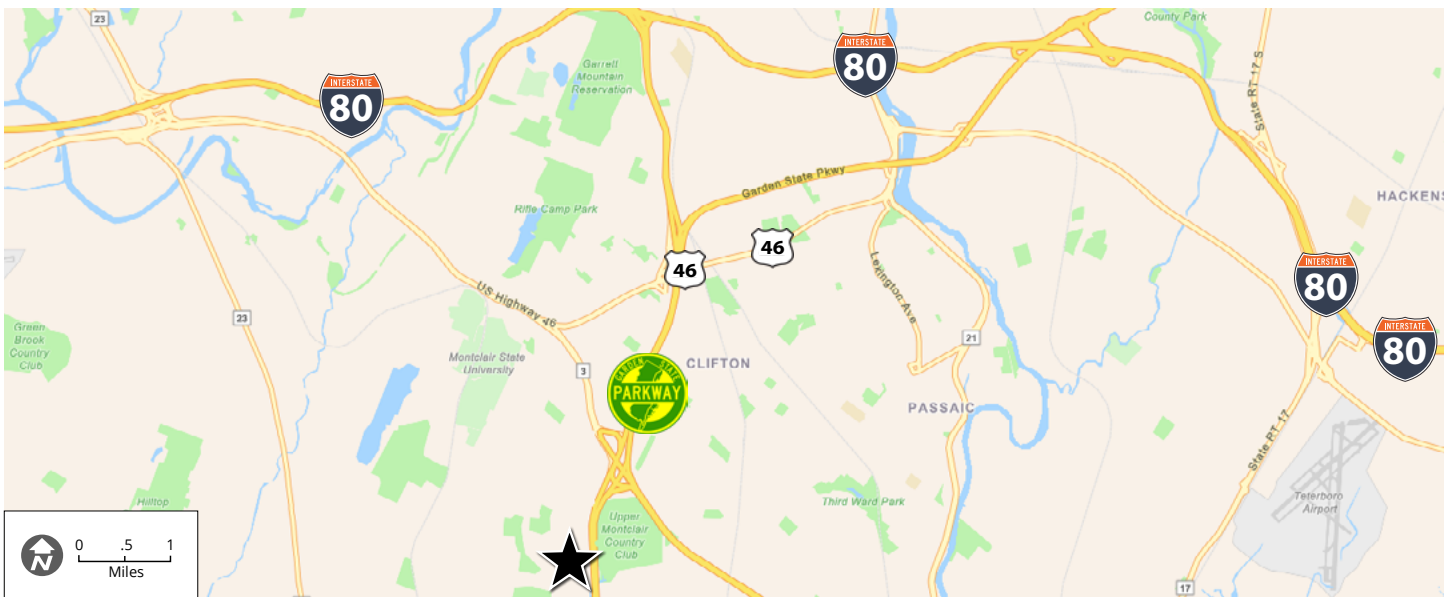 23
County Park
INTERSTATE
80
Garrett
Mountain
Reservation
INTERSTATE
80
State RT 17 S
Garden State Pkwy
HACKENS
Rifle Camp Park
46
46
Lexington Ave
INTERSTATE
80
US Highway 46
23
Green
Brook
Country
Club
21
INTERSTATE
80
Montclair State
University
3
CLIFTON
GARDEN STATE
PARKWAY
PASSAIC
State RT 17
Hilltop
Third Ward Park
Teterboro
Airport
Upper
Montclair
Country
Club
N
0 .5 1
Miles
17